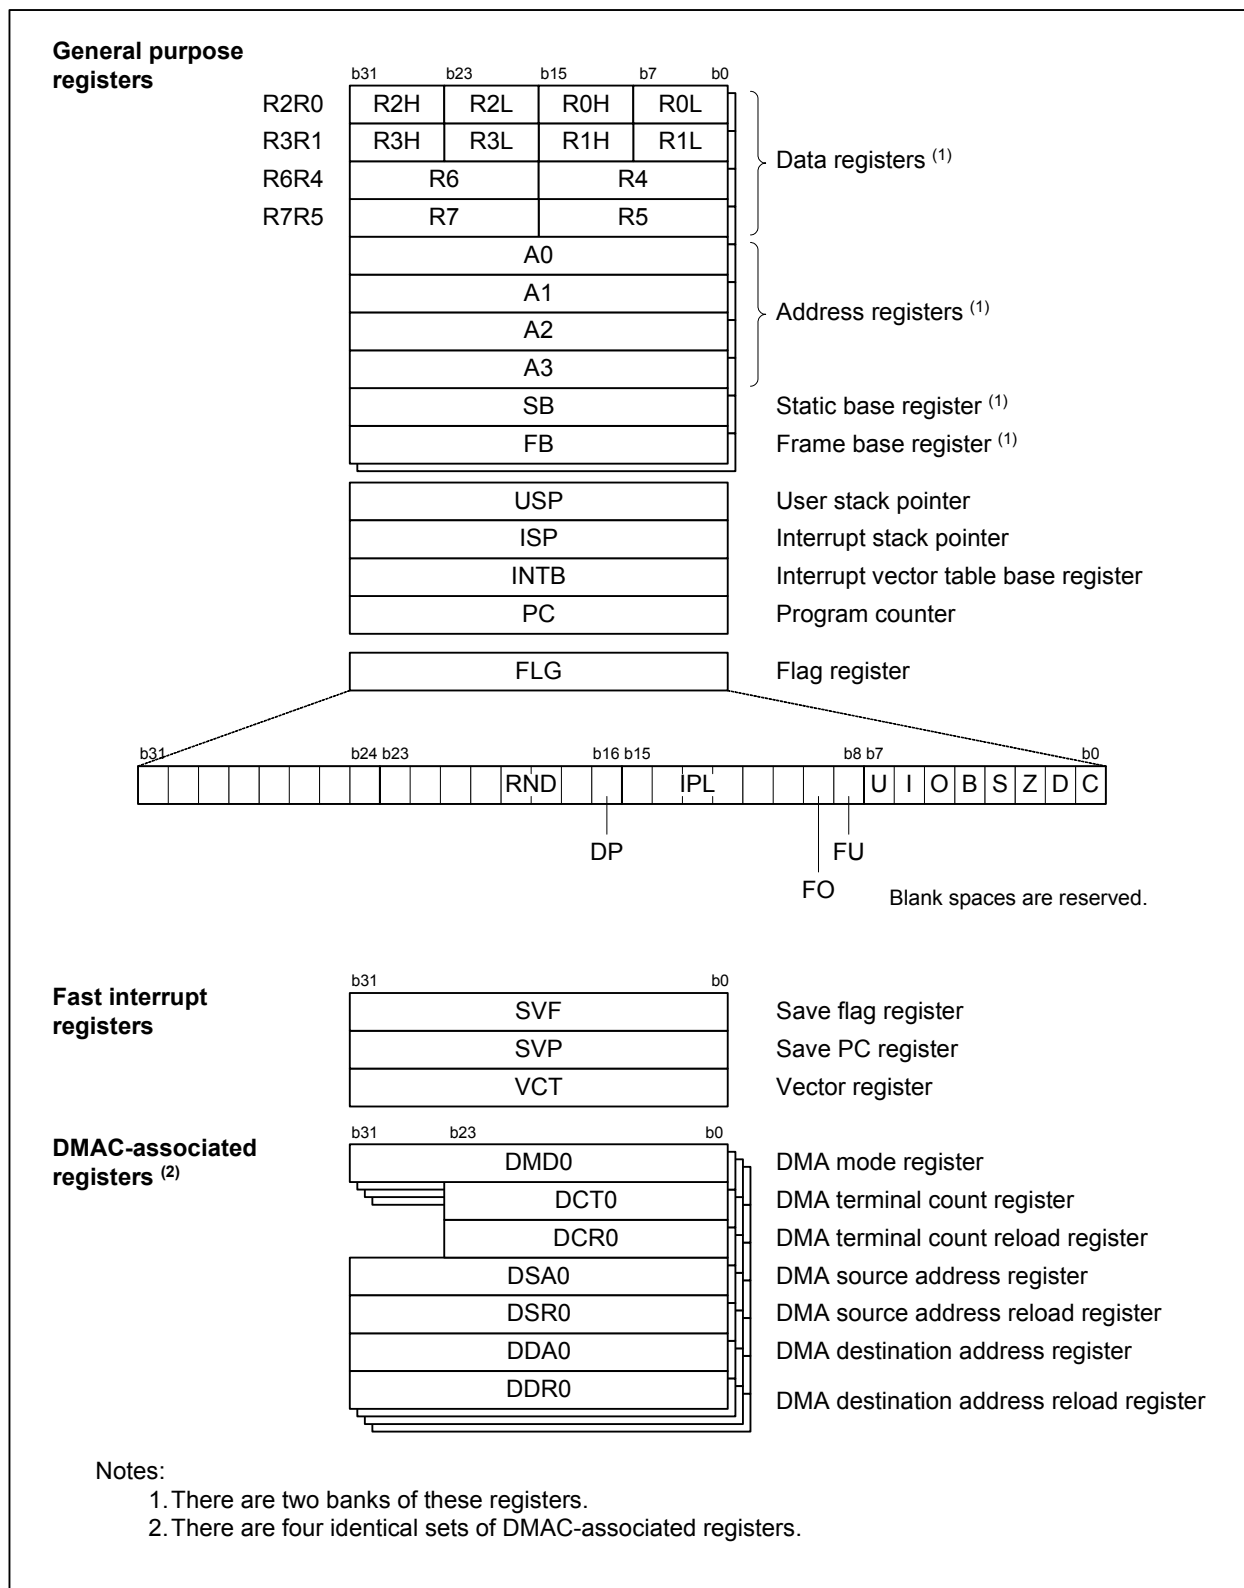 General purpose
registers
b31 b23 b15 b7 b0
R2R0 R2H R2L R0H R0L
R3R1 R3H R3L R1H R1L
Data registers (1)
R6R4 R6 R4
R7R5 R7 R5
A0
A1
Address registers (1)
A2
A3
SB Static base register (1)
FB Frame base register (1)
USP User stack pointer
ISP Interrupt stack pointer
INTB Interrupt vector table base register
PC Program counter
FLG Flag register
b31 b24 b23 b16 b15 b8 b7 b0
RND IPL U I O B S Z D C
DP FU
FO Blank spaces are reserved.
Fast interrupt
registers
b31 b0
SVF Save flag register
SVP Save PC register
VCT Vector register
DMAC-associated
registers (2)
b31 b23 b0
DMD0 DMA mode register
DCT0 DMA terminal count register
DCR0 DMA terminal count reload register
DSA0 DMA source address register
DSR0 DMA source address reload register
DDA0 DMA destination address register
DDR0 DMA destination address reload register
Notes:
1. There are two banks of these registers.
2. There are four identical sets of DMAC-associated registers.